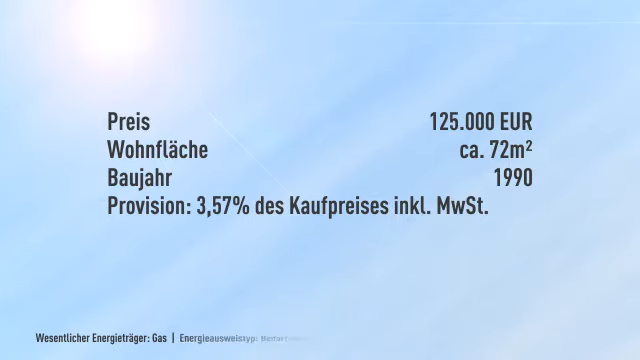 Preis 125.000 EUR
Wohnfläche ca. 72m²
Baujahr 1990
Provision: 3,57% des Kaufpreises inkl. MwSt.
Wesentlicher Energieträger: Gas | Energieausweistyp: